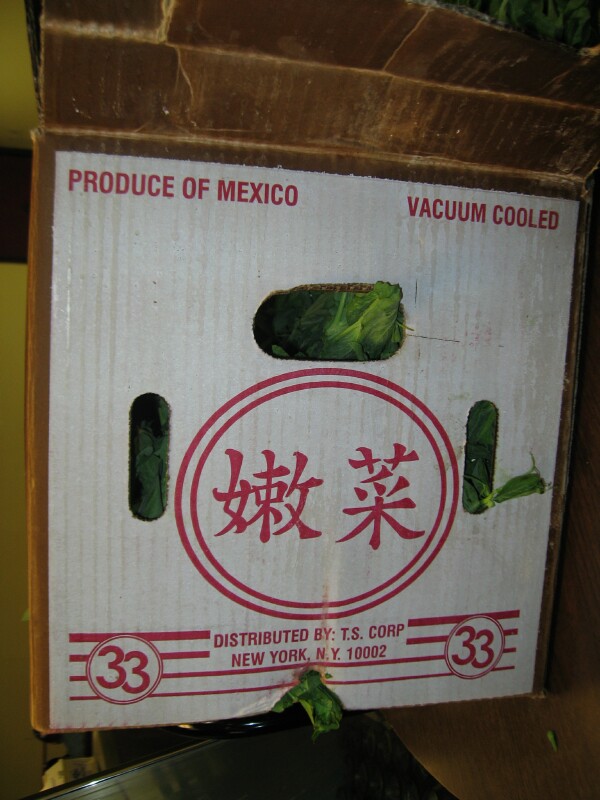 PRODUCE OF MEXICO
VACUUM COOLED
嫩菜
33
DISTRIBUTED BY: T.S. CORP
NEW YORK, N.Y. 10002
33